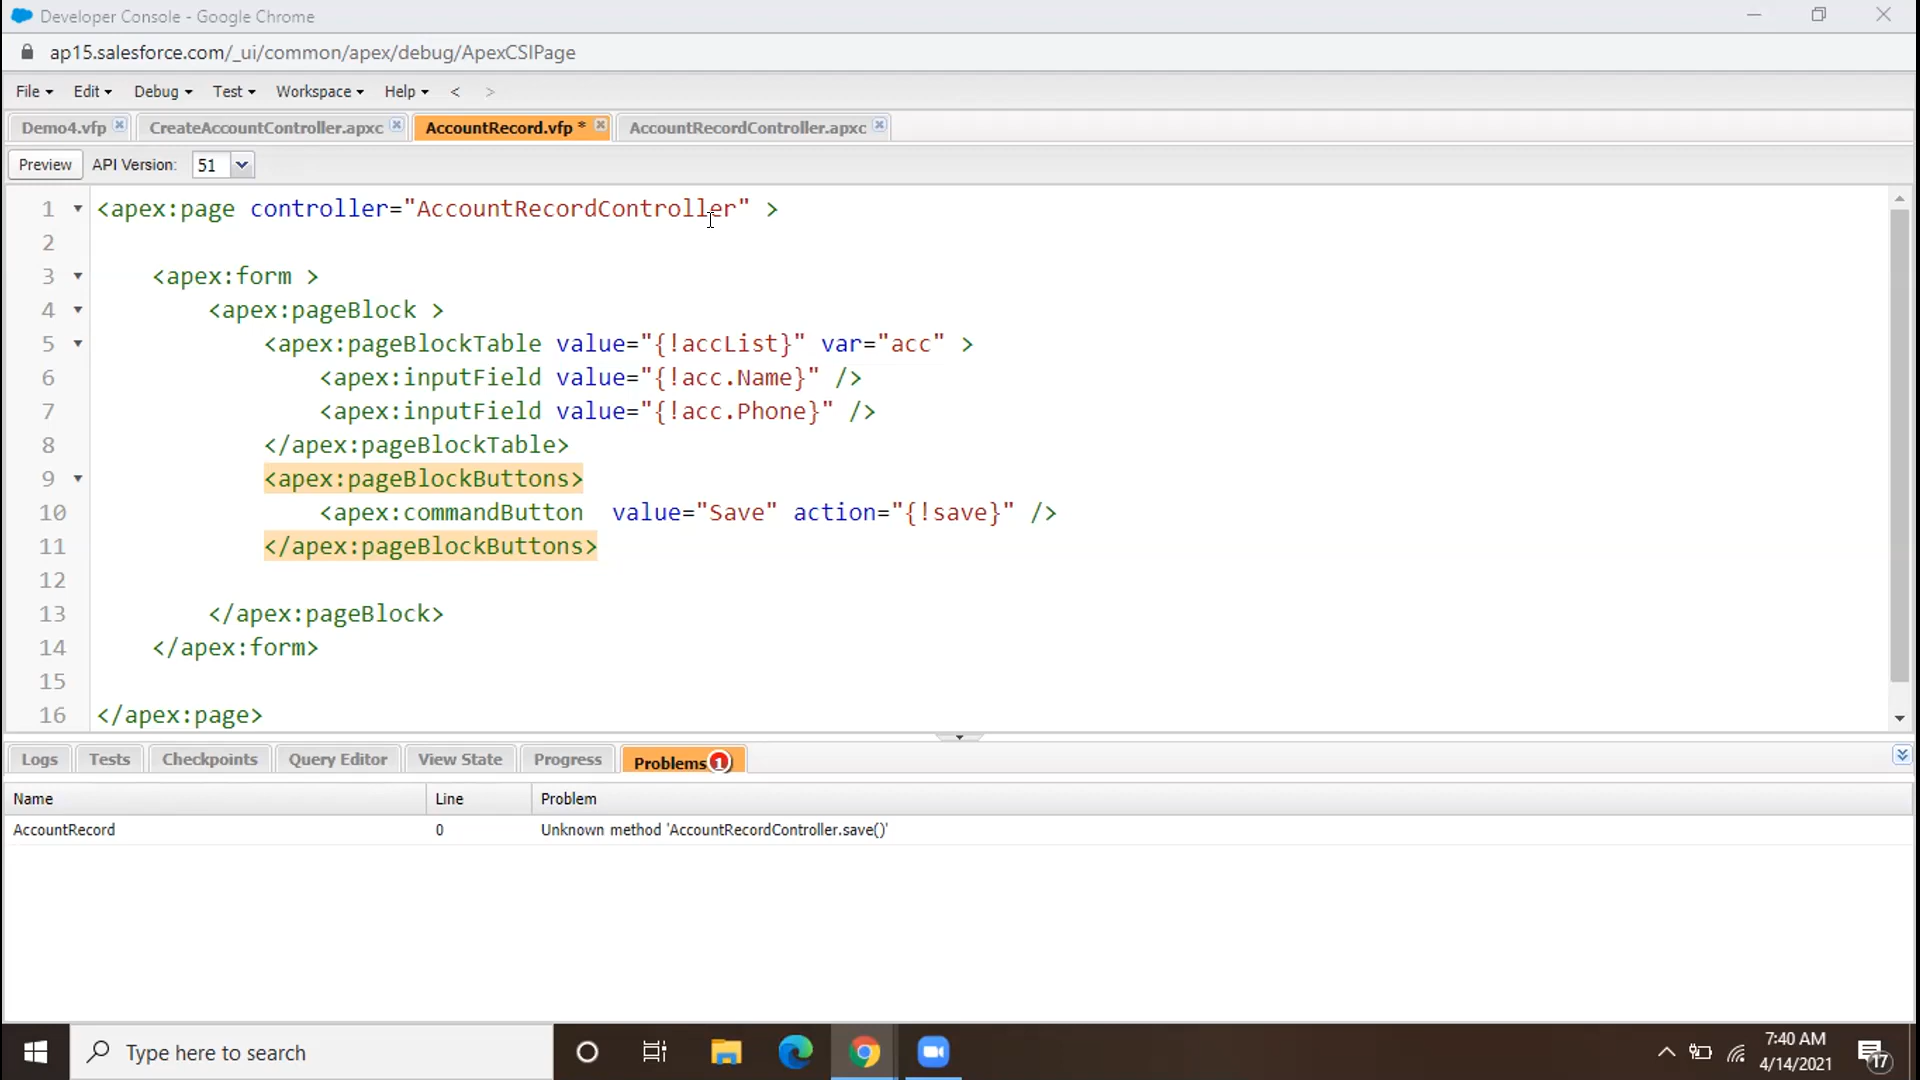 Developer Console - Google Chrome
ap15.salesforce.com/_ui/common/apex/debug/ApexCSIPage
File Edit Debug Test Workspace Help < >
Demo4.vfp CreateAccountController.apxc AccountRecord.vfp * AccountRecordController.apxc
Preview API Version: 51
1 <apex:page controller="AccountRecordController" >
2
3 <apex:form >
4 <apex:pageBlock >
5 <apex:pageBlockTable value="{!accList}" var="acc" >
6 <apex:inputField value="{!acc.Name}" />
7 <apex:inputField value="{!acc.Phone}" />
8 </apex:pageBlockTable>
9 <apex:pageBlockButtons>
10 <apex:commandButton  value="Save" action="{!save}" />
11 </apex:pageBlockButtons>
12
13 </apex:pageBlock>
14 </apex:form>
15
16 </apex:page>
Logs Tests Checkpoints Query Editor View State Progress Problems 1
Name Line Problem
AccountRecord 0 Unknown method 'AccountRecordController.save()'
Type here to search
7:40 AM
4/14/2021
17